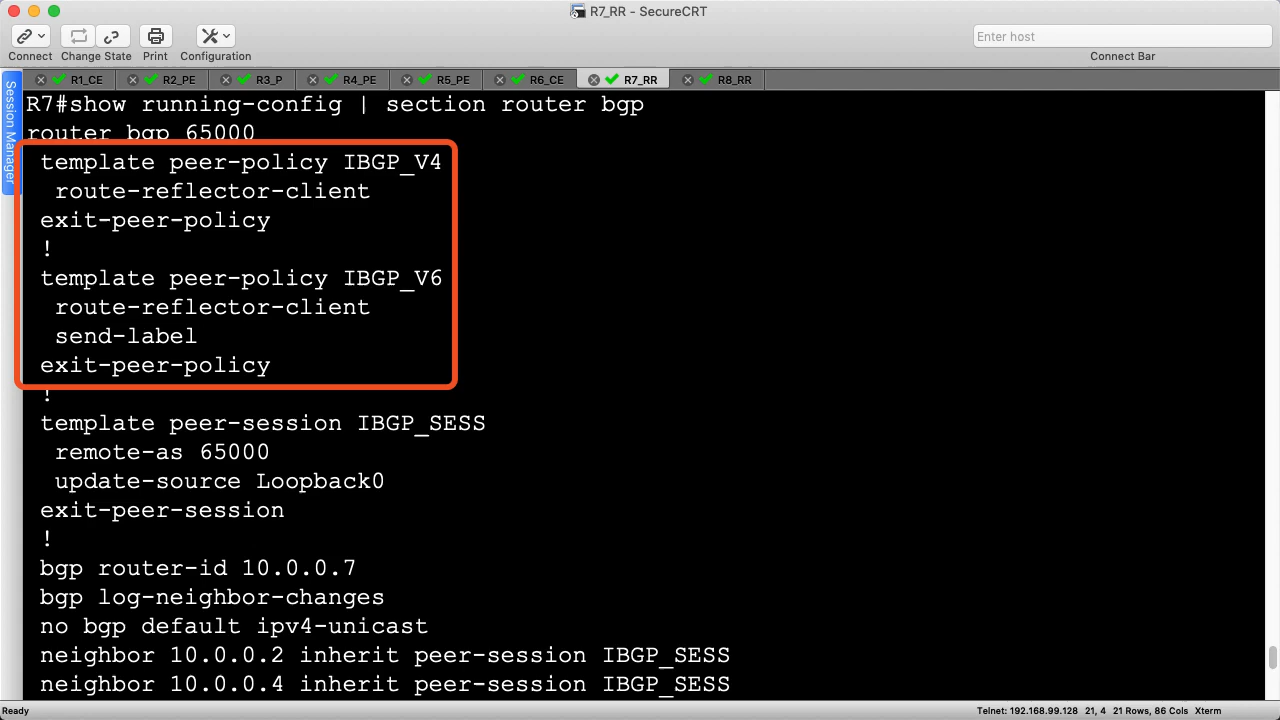 R7_RR - SecureCRT
Connect
Change State
Print
Configuration
Enter host
Connect Bar
R1_CE
R2_PE
R3_P
R4_PE
R5_PE
R6_CE
R7_RR
R8_RR
Session Manager
R7#show running-config | section router bgp
router bgp 65000
template peer-policy IBGP_V4
route-reflector-client
exit-peer-policy
!
template peer-policy IBGP_V6
route-reflector-client
send-label
exit-peer-policy
!
template peer-session IBGP_SESS
remote-as 65000
update-source Loopback0
exit-peer-session
!
bgp router-id 10.0.0.7
bgp log-neighbor-changes
no bgp default ipv4-unicast
neighbor 10.0.0.2 inherit peer-session IBGP_SESS
neighbor 10.0.0.4 inherit peer-session IBGP_SESS
Ready
Telnet: 192.168.99.128 21, 4 21 Rows, 86 Cols Xterm